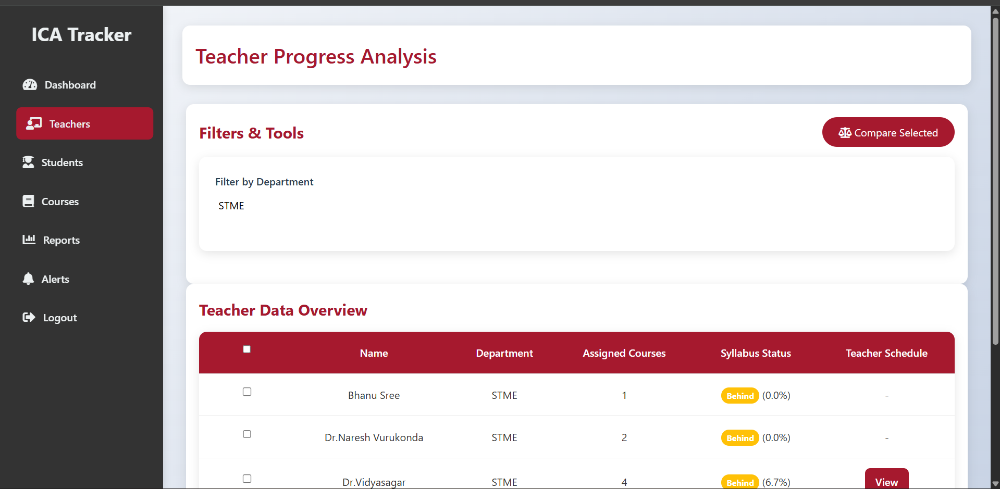 ICA Tracker
Dashboard
Teachers
Students
Courses
Reports
Alerts
Logout
Teacher Progress Analysis
Filters & Tools
Compare Selected
Filter by Department
STME
Teacher Data Overview
Name Department Assigned Courses Syllabus Status Teacher Schedule
Bhanu Sree STME 1 Behind (0.0%) -
Dr.Naresh Vurukonda STME 2 Behind (0.0%) -
Dr.Vidyasagar STME 4 Behind (6.7%) View